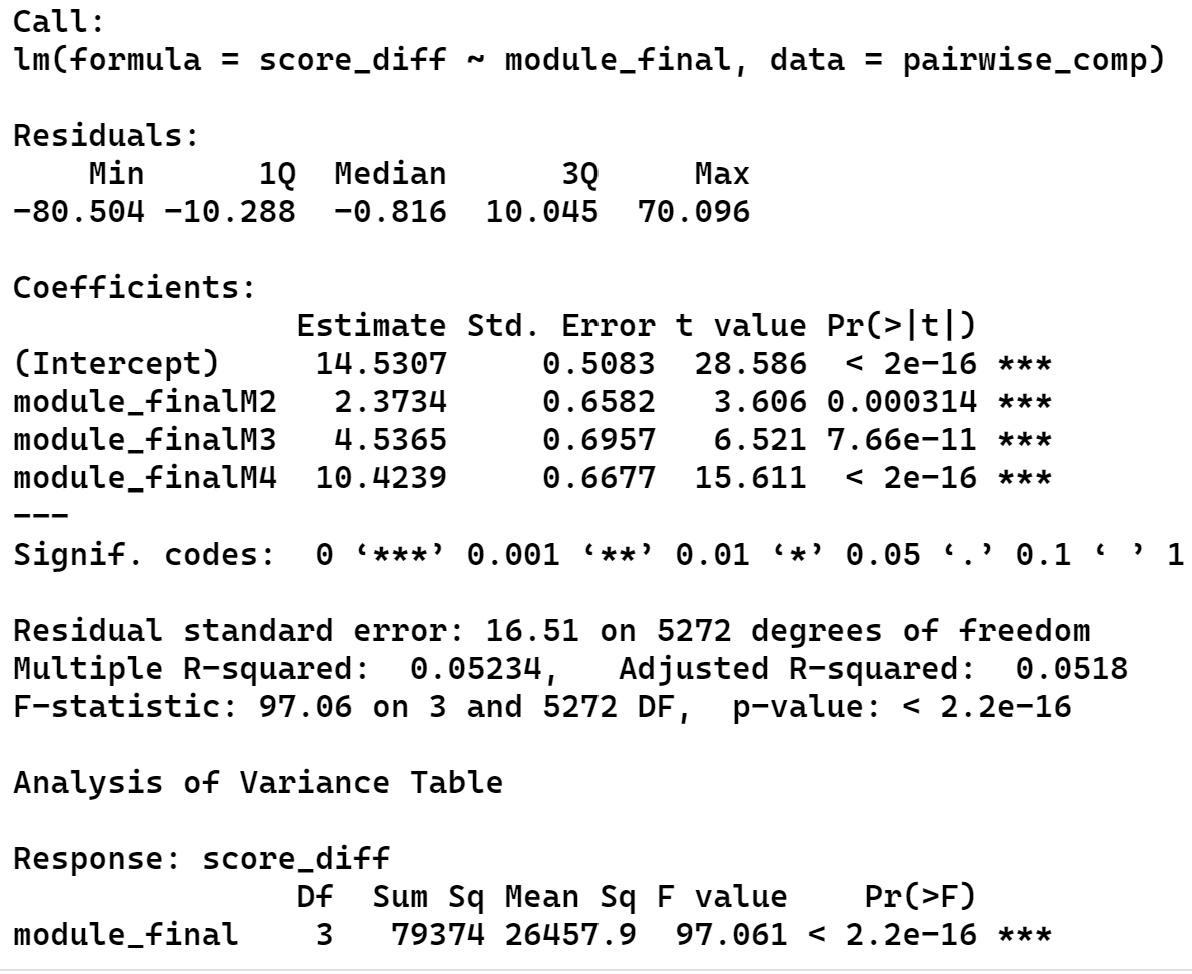 Call:
lm(formula = score_diff ~ module_final, data = pairwise_comp)

Residuals:
    Min      1Q  Median      3Q     Max
-80.504 -10.288  -0.816  10.045  70.096

Coefficients:
               Estimate Std. Error t value Pr(>|t|)
(Intercept)     14.5307     0.5083  28.586  < 2e-16 ***
module_finalM2   2.3734     0.6582   3.606 0.000314 ***
module_finalM3   4.5365     0.6957   6.521 7.66e-11 ***
module_finalM4  10.4239     0.6677  15.611  < 2e-16 ***
---
Signif. codes:  0 ‘***’ 0.001 ‘**’ 0.01 ‘*’ 0.05 ‘.’ 0.1 ‘ ’ 1

Residual standard error: 16.51 on 5272 degrees of freedom
Multiple R-squared:  0.05234,	Adjusted R-squared:  0.0518
F-statistic: 97.06 on 3 and 5272 DF,  p-value: < 2.2e-16

Analysis of Variance Table

Response: score_diff
               Df  Sum Sq Mean Sq F value    Pr(>F)
module_final    3   79374 26457.9  97.061 < 2.2e-16 ***